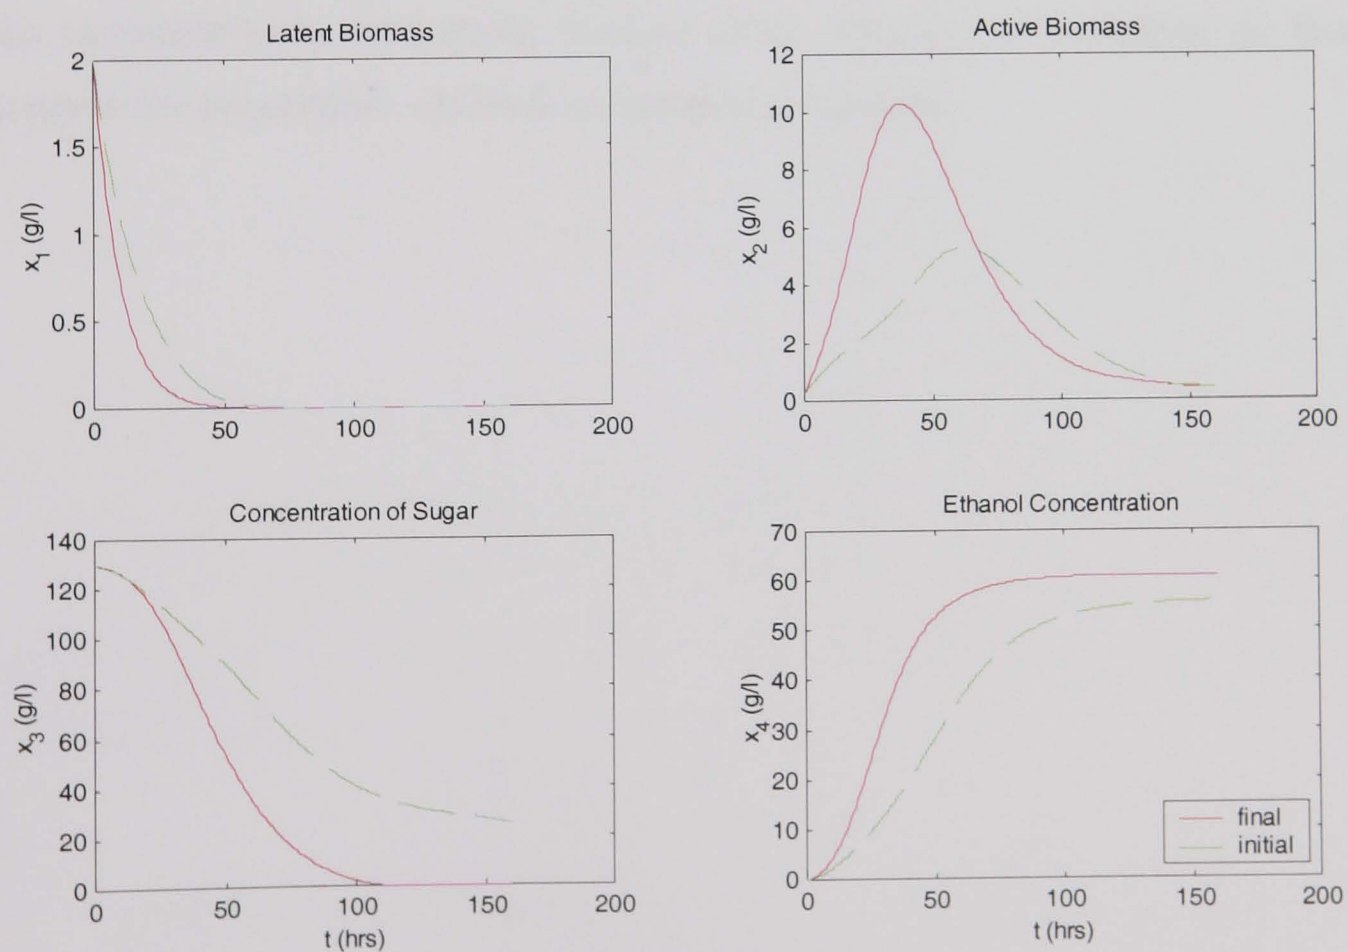 Latent Biomass
2
1.5
1
0.5
0
x1 (g/l)
0 50 100 150 200
Active Biomass
12
10
8
6
4
2
0
x2 (g/l)
0 50 100 150 200
Concentration of Sugar
140
120
100
80
60
40
20
0
x3 (g/l)
0 50 100 150 200
t (hrs)
Ethanol Concentration
70
60
50
40
30
20
10
0
x4 (g/l)
final
initial
0 50 100 150 200
t (hrs)